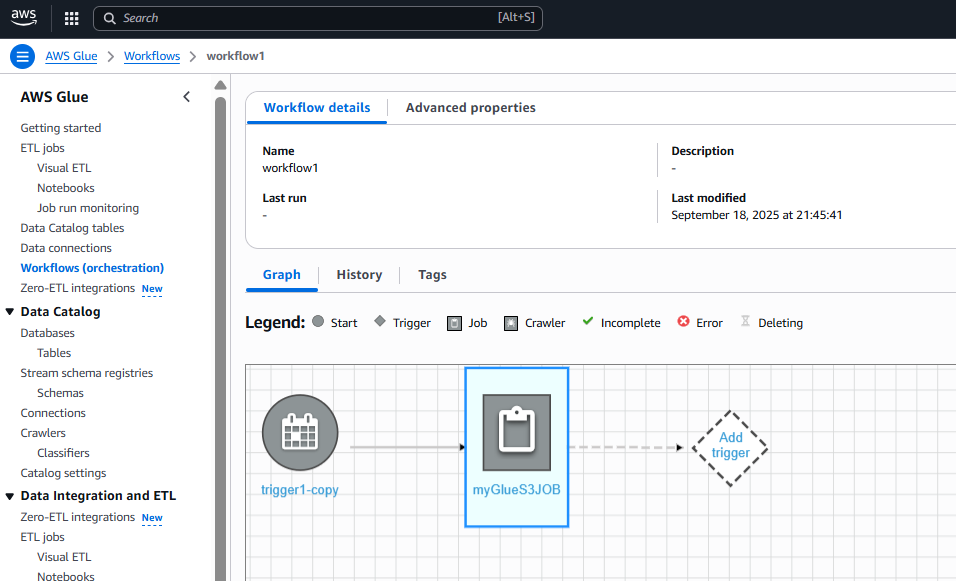 aws
Search
[Alt+S]
AWS Glue
Workflows
workflow1
AWS Glue
Getting started
ETL jobs
Visual ETL
Notebooks
Job run monitoring
Data Catalog tables
Data connections
Workflows (orchestration)
Zero-ETL integrations New
Data Catalog
Databases
Tables
Stream schema registries
Schemas
Connections
Crawlers
Classifiers
Catalog settings
Data Integration and ETL
Zero-ETL integrations New
ETL jobs
Visual ETL
Notebooks
Workflow details
Advanced properties
Name
workflow1
Description
-
Last run
-
Last modified
September 18, 2025 at 21:45:41
Graph
History
Tags
Legend: Start Trigger Job Crawler Incomplete Error Deleting
trigger1-copy
myGlueS3JOB
Add
trigger